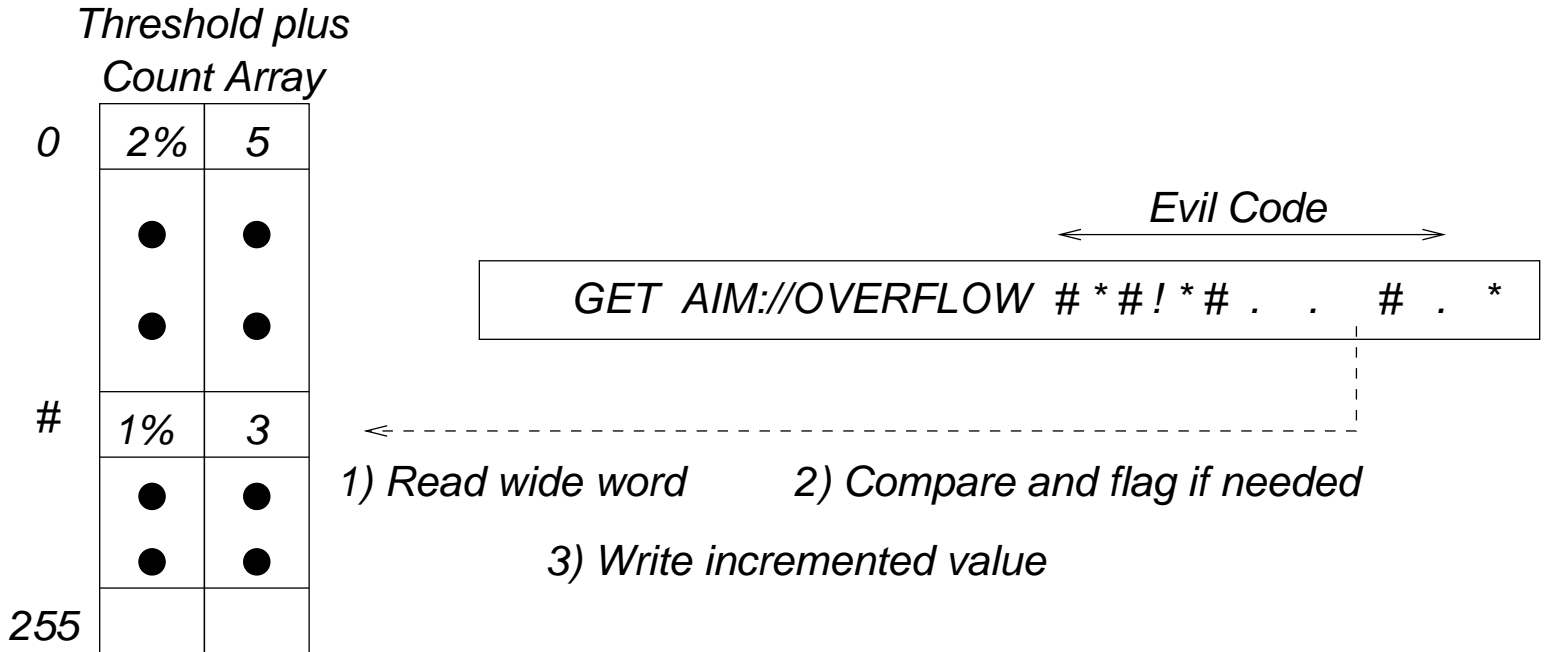 Threshold plus
Count Array
0 2% 5
Evil Code
GET AIM://OVERFLOW # * # ! * # . . # . *
# 1% 3
1) Read wide word 2) Compare and flag if needed
3) Write incremented value
255